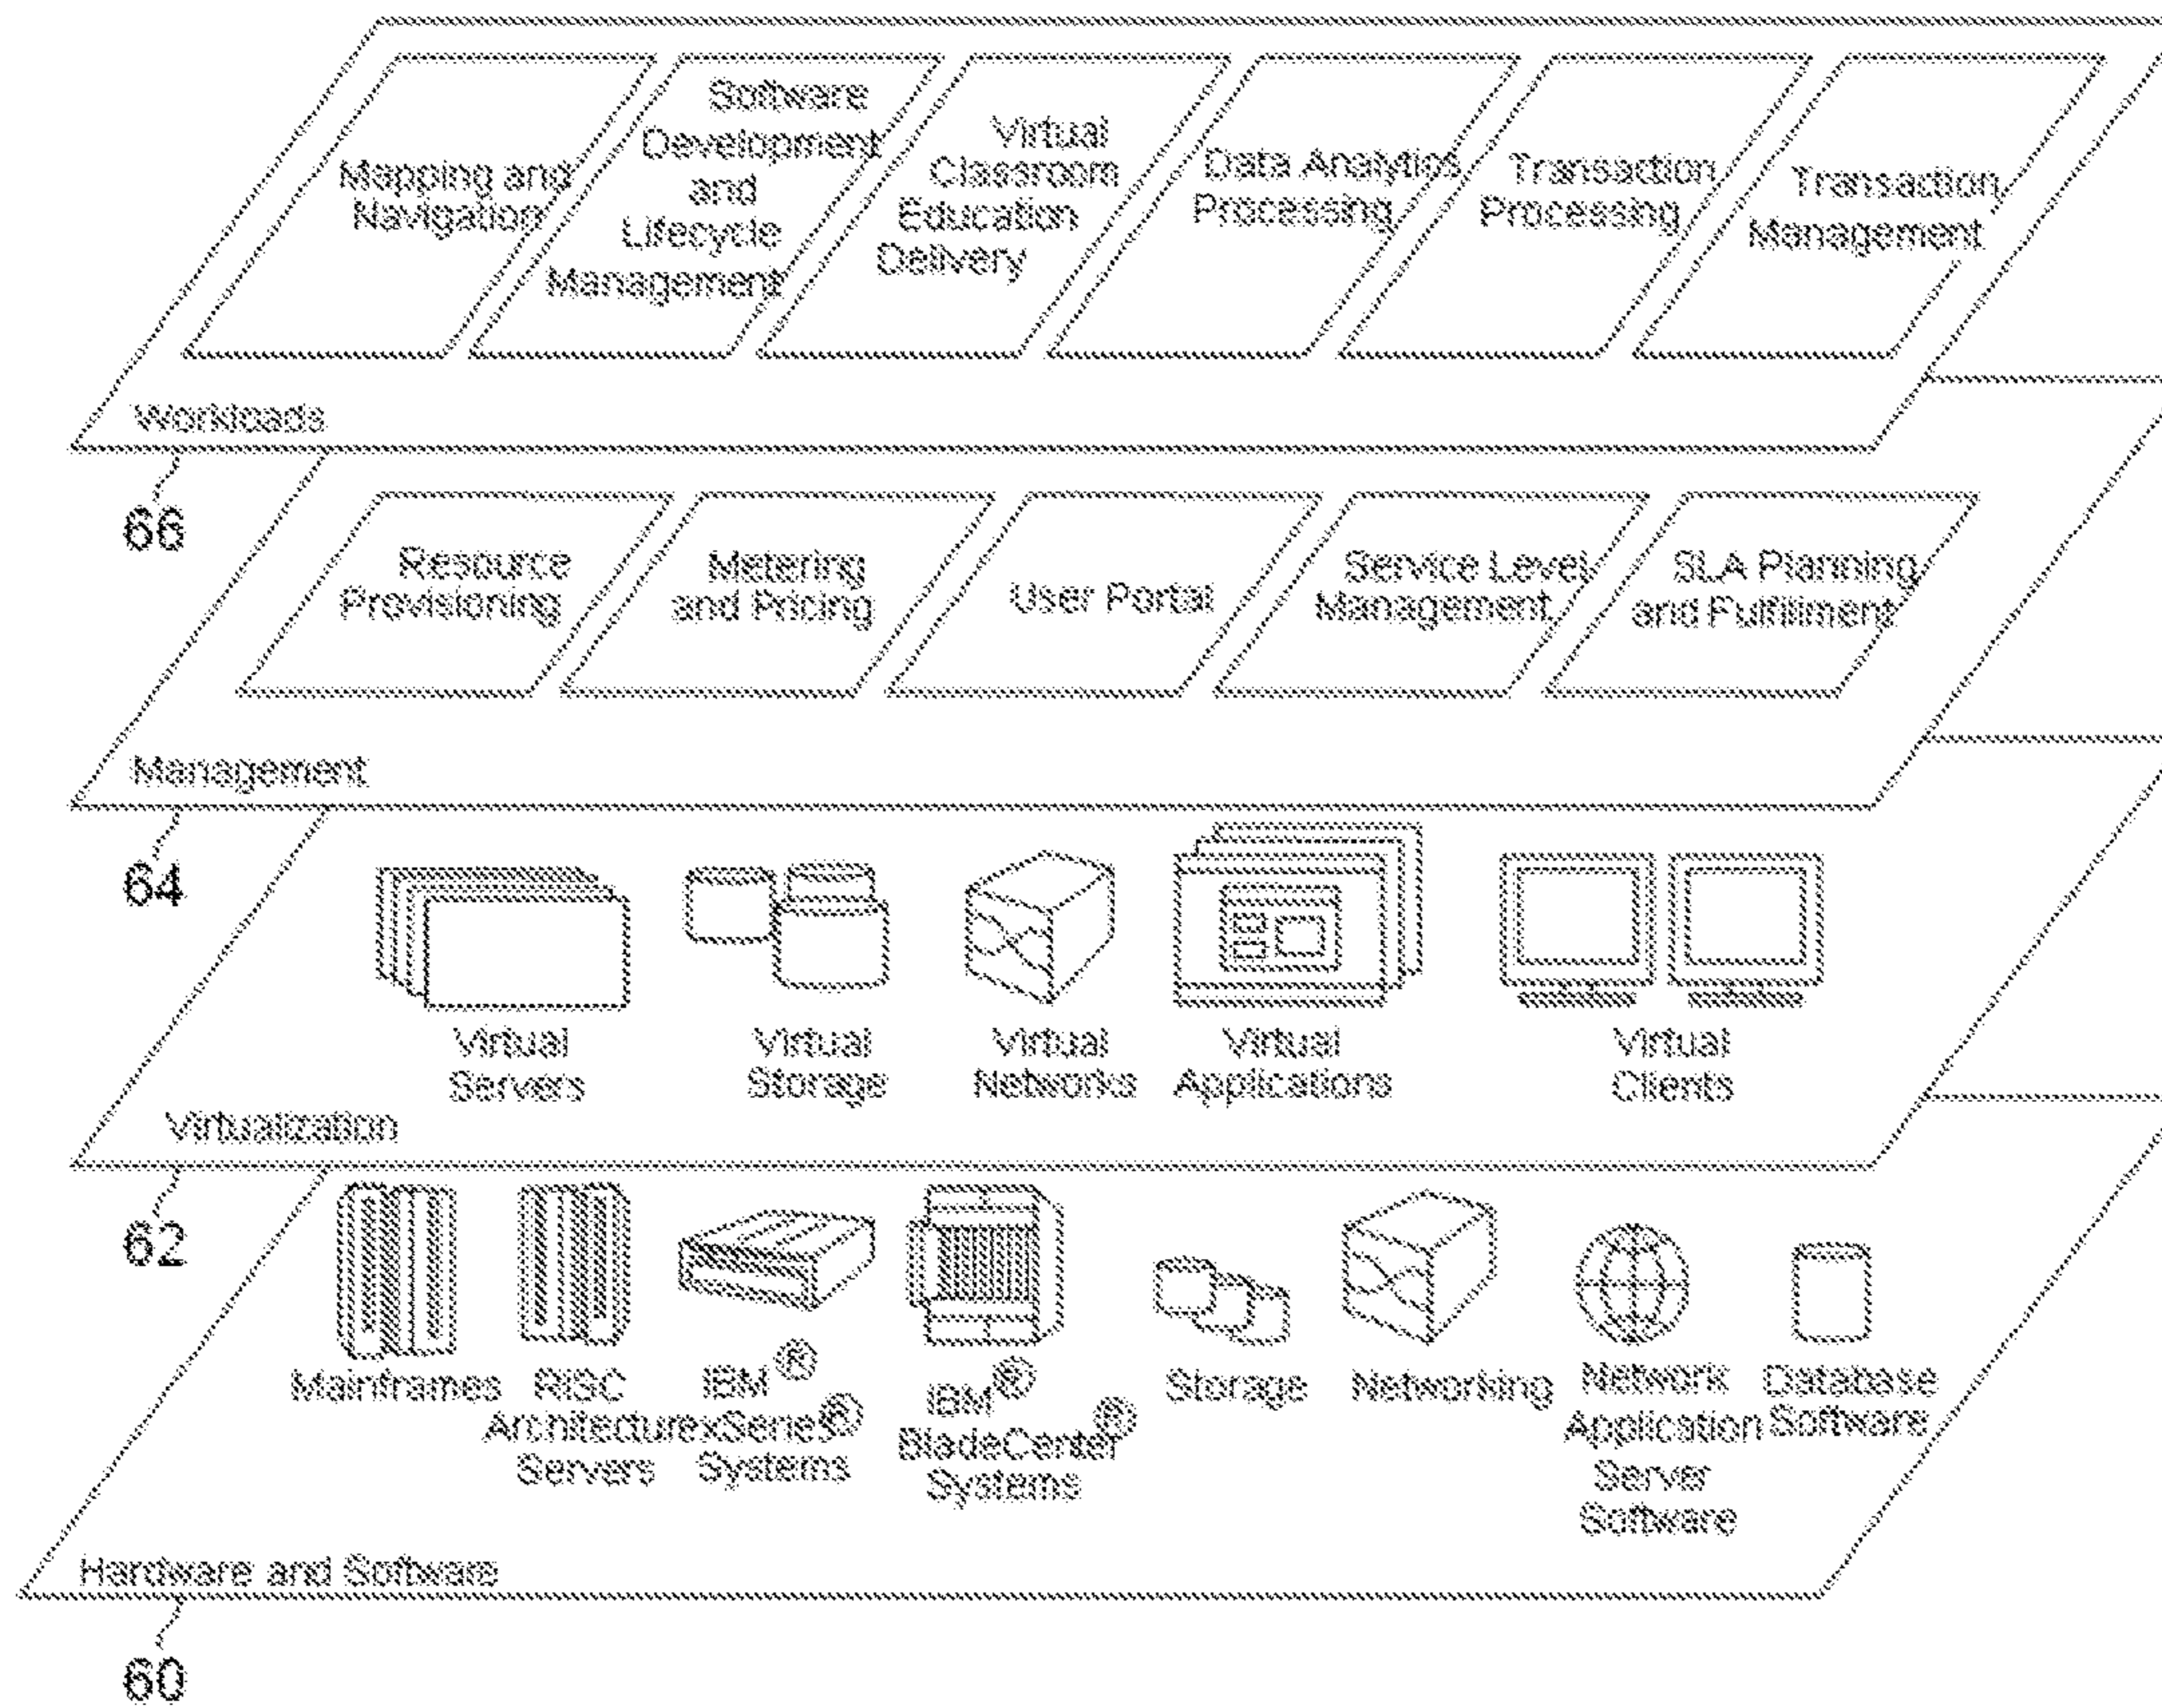 Mapping and
Navigation
Software
Development
and
Lifecycle
Management
Virtual
Classroom
Education
Delivery
Data Analytics
Processing
Transaction
Processing
Transaction
Management
Workloads
66
Resource
Provisioning
Metering
and Pricing
User Portal
Service Level
Management
SLA Planning
and Fulfillment
Management
64
Virtual
Servers
Virtual
Storage
Virtual
Networks
Virtual
Applications
Virtual
Clients
Virtualization
62
Mainframes
RISC
Architecture
Servers
IBM®
xSeries®
Systems
IBM®
BladeCenter®
Systems
Storage
Networking
Network
Application
Server
Software
Database
Software
Hardware and Software
60